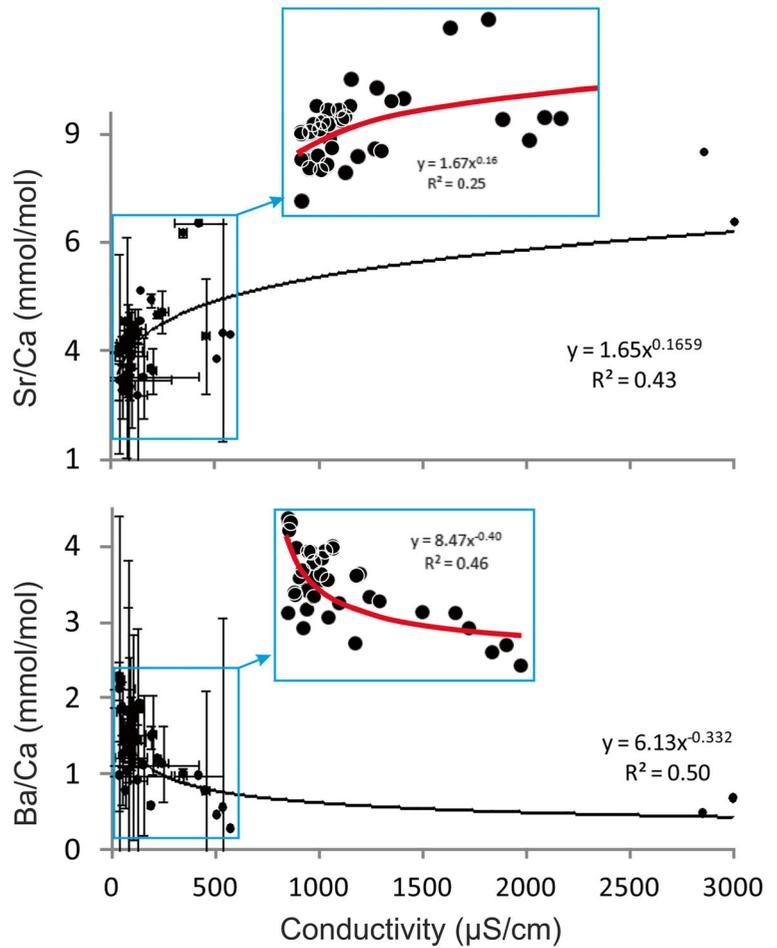 y = 1.67x^0.16
R² = 0.25
9
6
4
1
Sr/Ca (mmol/mol)
y = 1.65x^0.1659
R² = 0.43
y = 8.47x^-0.40
R² = 0.46
4
3
2
1
0
Ba/Ca (mmol/mol)
y = 6.13x^-0.332
R² = 0.50
0 500 1000 1500 2000 2500 3000
Conductivity (µS/cm)